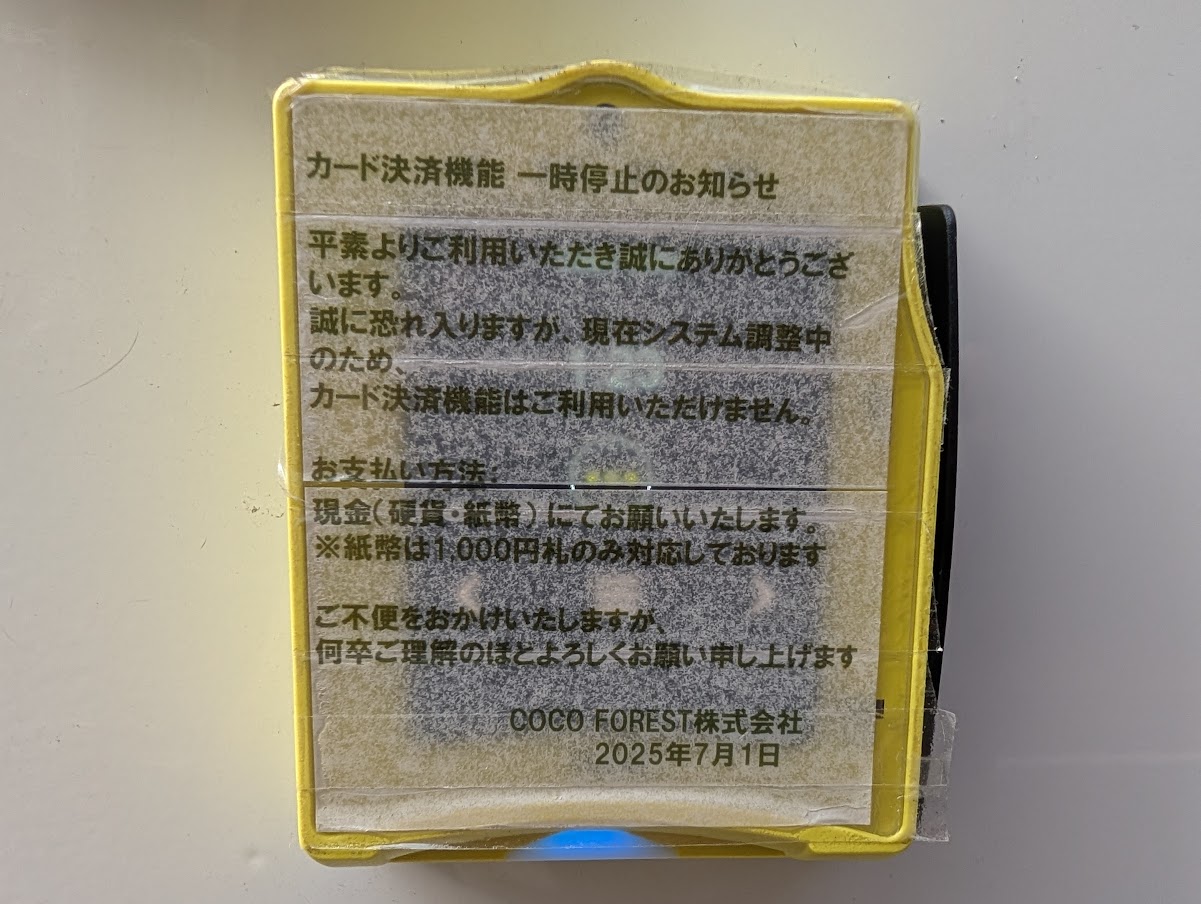 カード決済機能 一時停止のお知らせ
平素よりご利用いただき誠にありがとうござ
います。
誠に恐れ入りますが、現在システム調整中
のため、
カード決済機能はご利用いただけません。
お支払い方法:
現金(硬貨・紙幣)にてお願いいたします。
※紙幣は1,000円札のみ対応しております
ご不便をおかけいたしますが、
何卒ご理解のほどよろしくお願い申し上げます
COCO FOREST株式会社
2025年7月1日